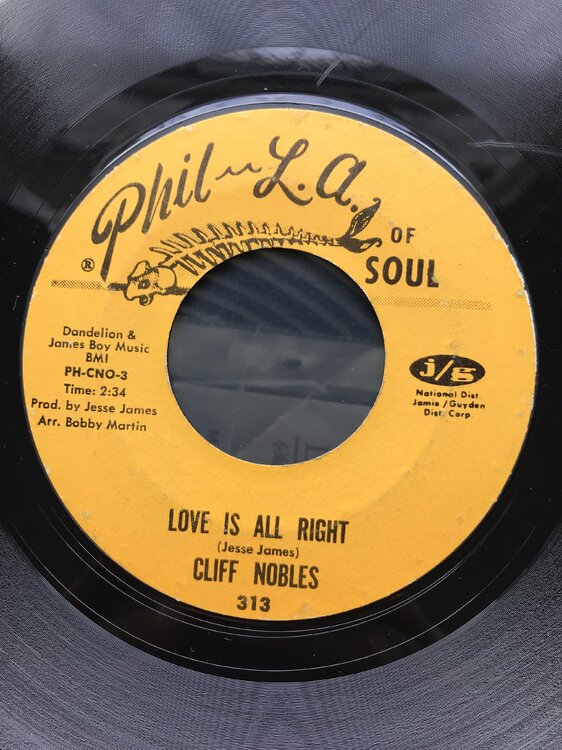 Phil-L.A.
OF
SOUL
®
Dandelion &
James Boy Music
BMI
PH-CNO-3
Time: 2:34
Prod. by Jesse James
Arr. Bobby Martin
j/g
National Dist.
Jamie/Guyden
Dist. Corp.
LOVE IS ALL RIGHT
(Jesse James)
CLIFF NOBLES
313